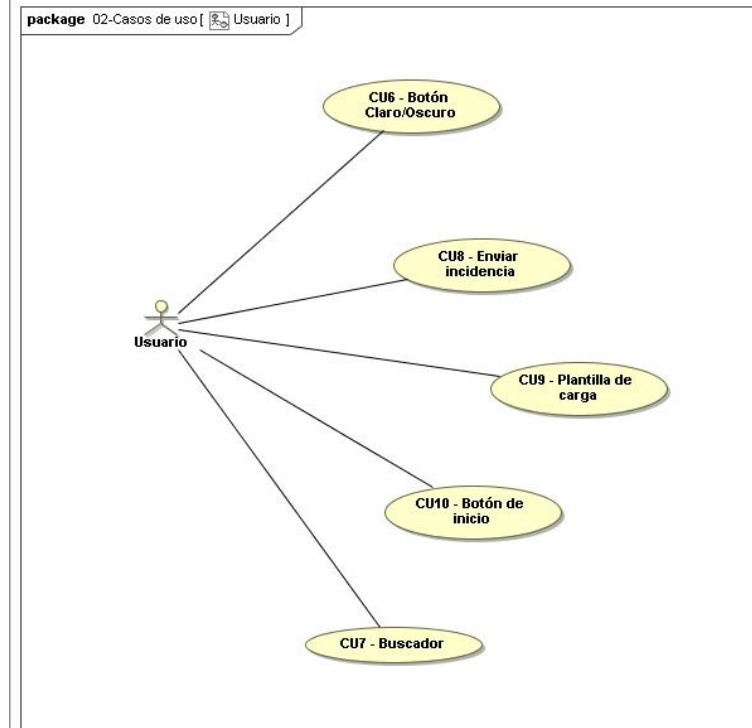 package 02-Casos de uso[ Usuario ]
CU6 - Botón
Claro/Oscuro
CU8 - Enviar
incidencia
Usuario
CU9 - Plantilla de
carga
CU10 - Botón de
inicio
CU7 - Buscador